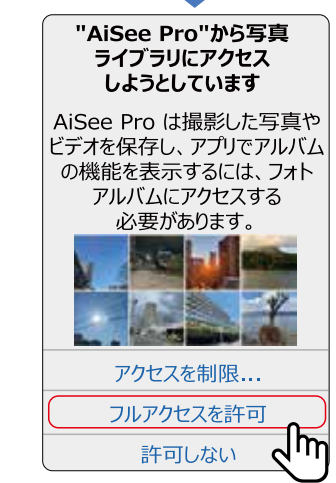 "AiSee Pro"から写真
ライブラリにアクセス
しようとしています
AiSee Pro は撮影した写真や
ビデオを保存し、アプリでアルバム
の機能を表示するには、フォト
アルバムにアクセスする
必要があります。
アクセスを制限...
フルアクセスを許可
許可しない